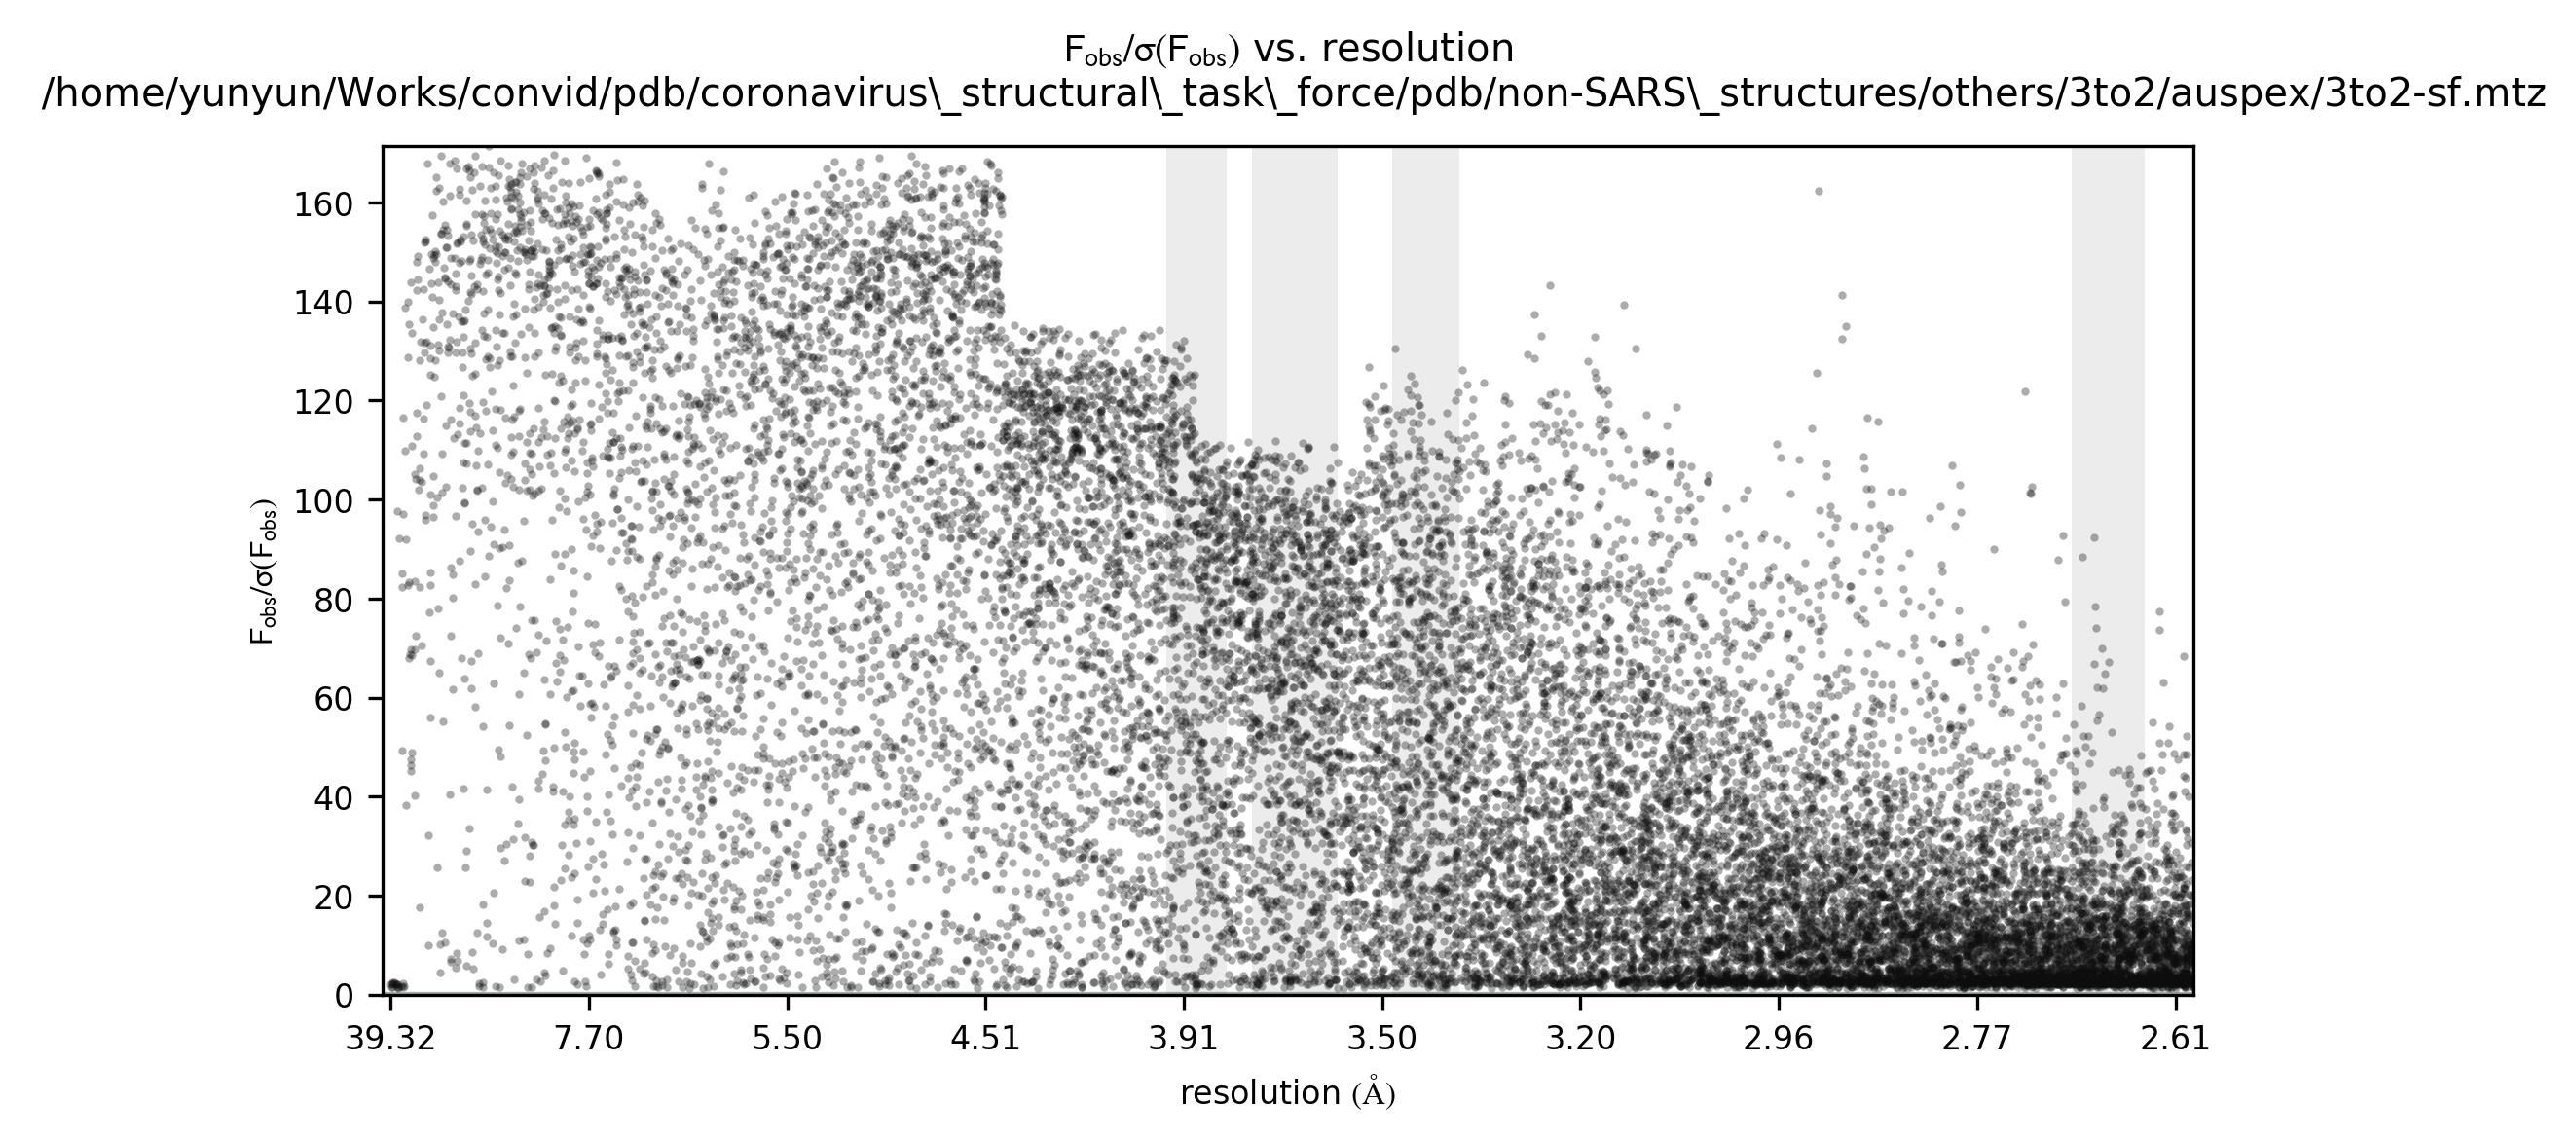 Fobs/σ(Fobs) vs. resolution
/home/yunyun/Works/convid/pdb/coronavirus\_structural\_task\_force/pdb/non-SARS\_structures/others/3to2/auspex/3to2-sf.mtz
Fobs/σ(Fobs)
160
140
120
100
80
60
40
20
0
39.32 7.70 5.50 4.51 3.91 3.50 3.20 2.96 2.77 2.61
resolution (Å)